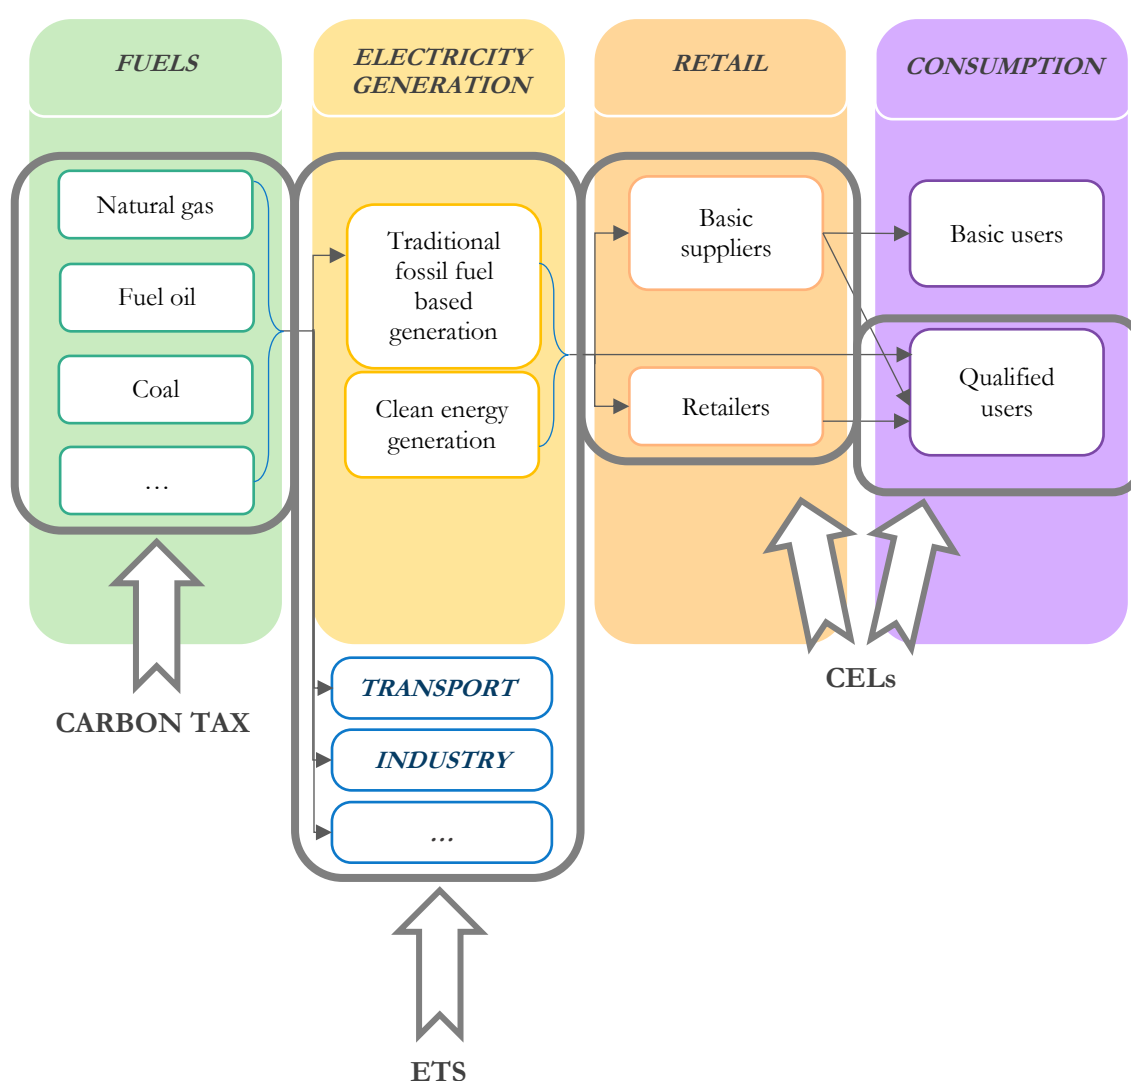 FUELS
ELECTRICITY
GENERATION
RETAIL
CONSUMPTION
Natural gas
Fuel oil
Coal
…
Traditional
fossil fuel
based
generation
Clean energy
generation
Basic
suppliers
Retailers
Basic users
Qualified
users
TRANSPORT
INDUSTRY
…
CARBON TAX
CELs
ETS